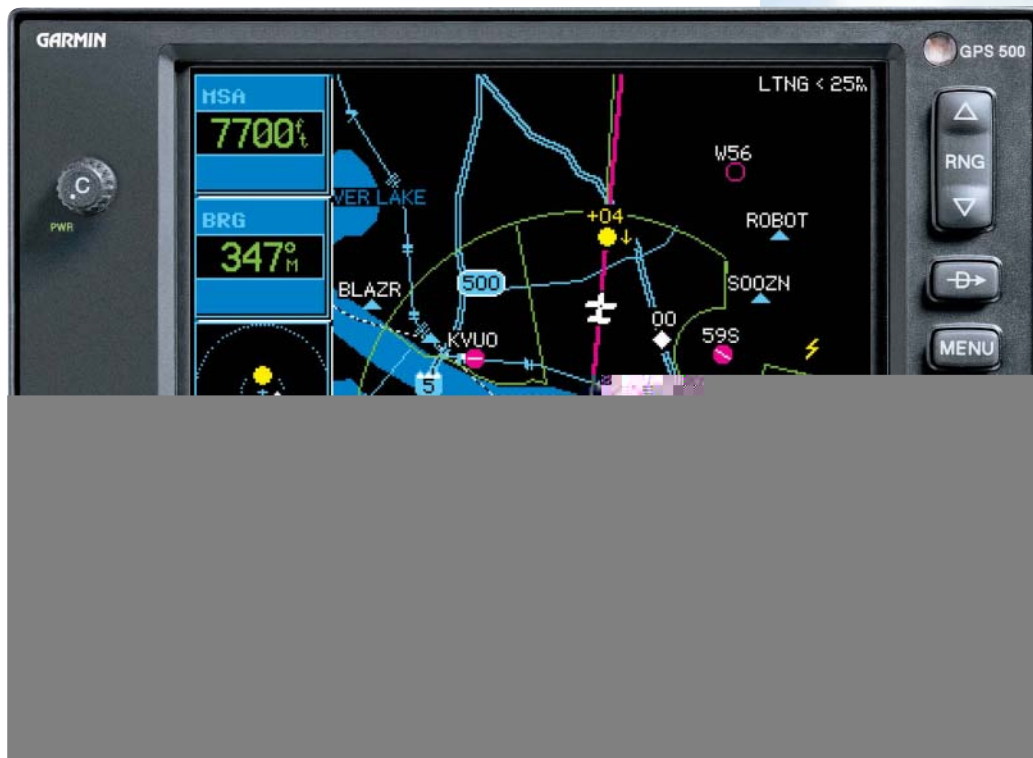 GARMIN
GPS 500
C
PWR
MSA
7700ft
BRG
347°M
VER LAKE
LTNG < 25nm
W56
+04
ROBOT
500
SOOZN
BLAZR
00
KVUO
59S
5
RNG
D
MENU